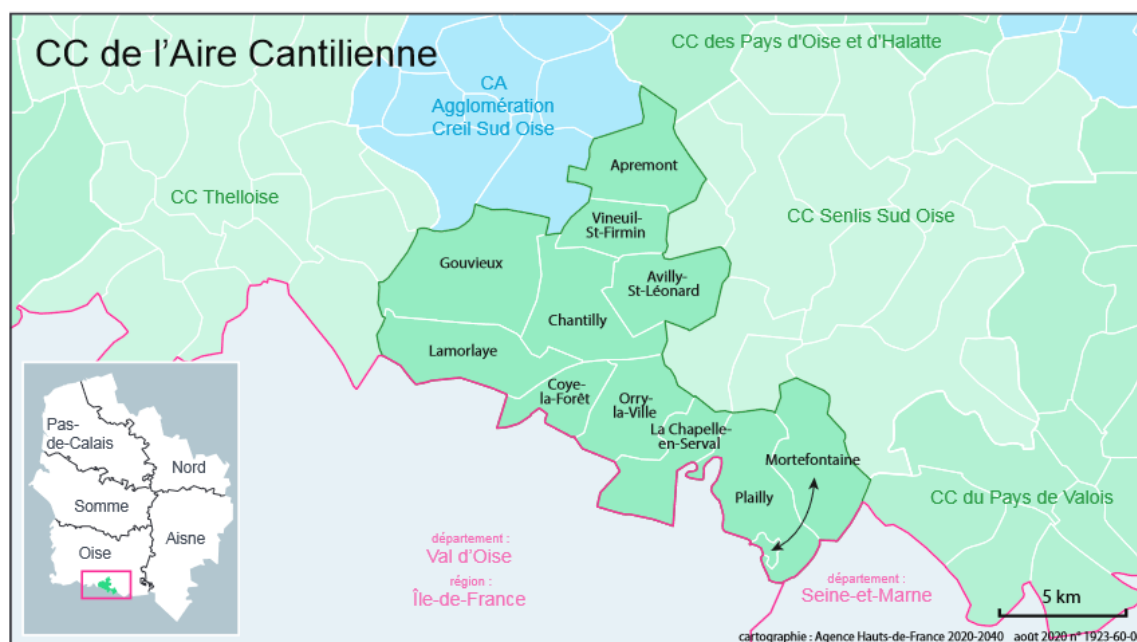 CC de l'Aire Cantilienne
CC des Pays d'Oise et d'Halatte
CA
Agglomération
Creil Sud Oise
CC Thelloise
CC Senlis Sud Oise
Apremont
Vineuil-
St-Firmin
Gouvieux
Avilly-
St-Léonard
Chantilly
Lamorlaye
Coye-
la-Forêt
Orry-
la-Ville
La Chapelle-
en-Serval
Mortefontaine
Plailly
CC du Pays de Valois
Pas-
de-Calais
Nord
Somme
Aisne
Oise
département :
Val d'Oise
région :
Île-de-France
département :
Seine-et-Marne
5 km
cartographie : Agence Hauts-de-France 2020-2040 août 2020 n° 1923-60-0